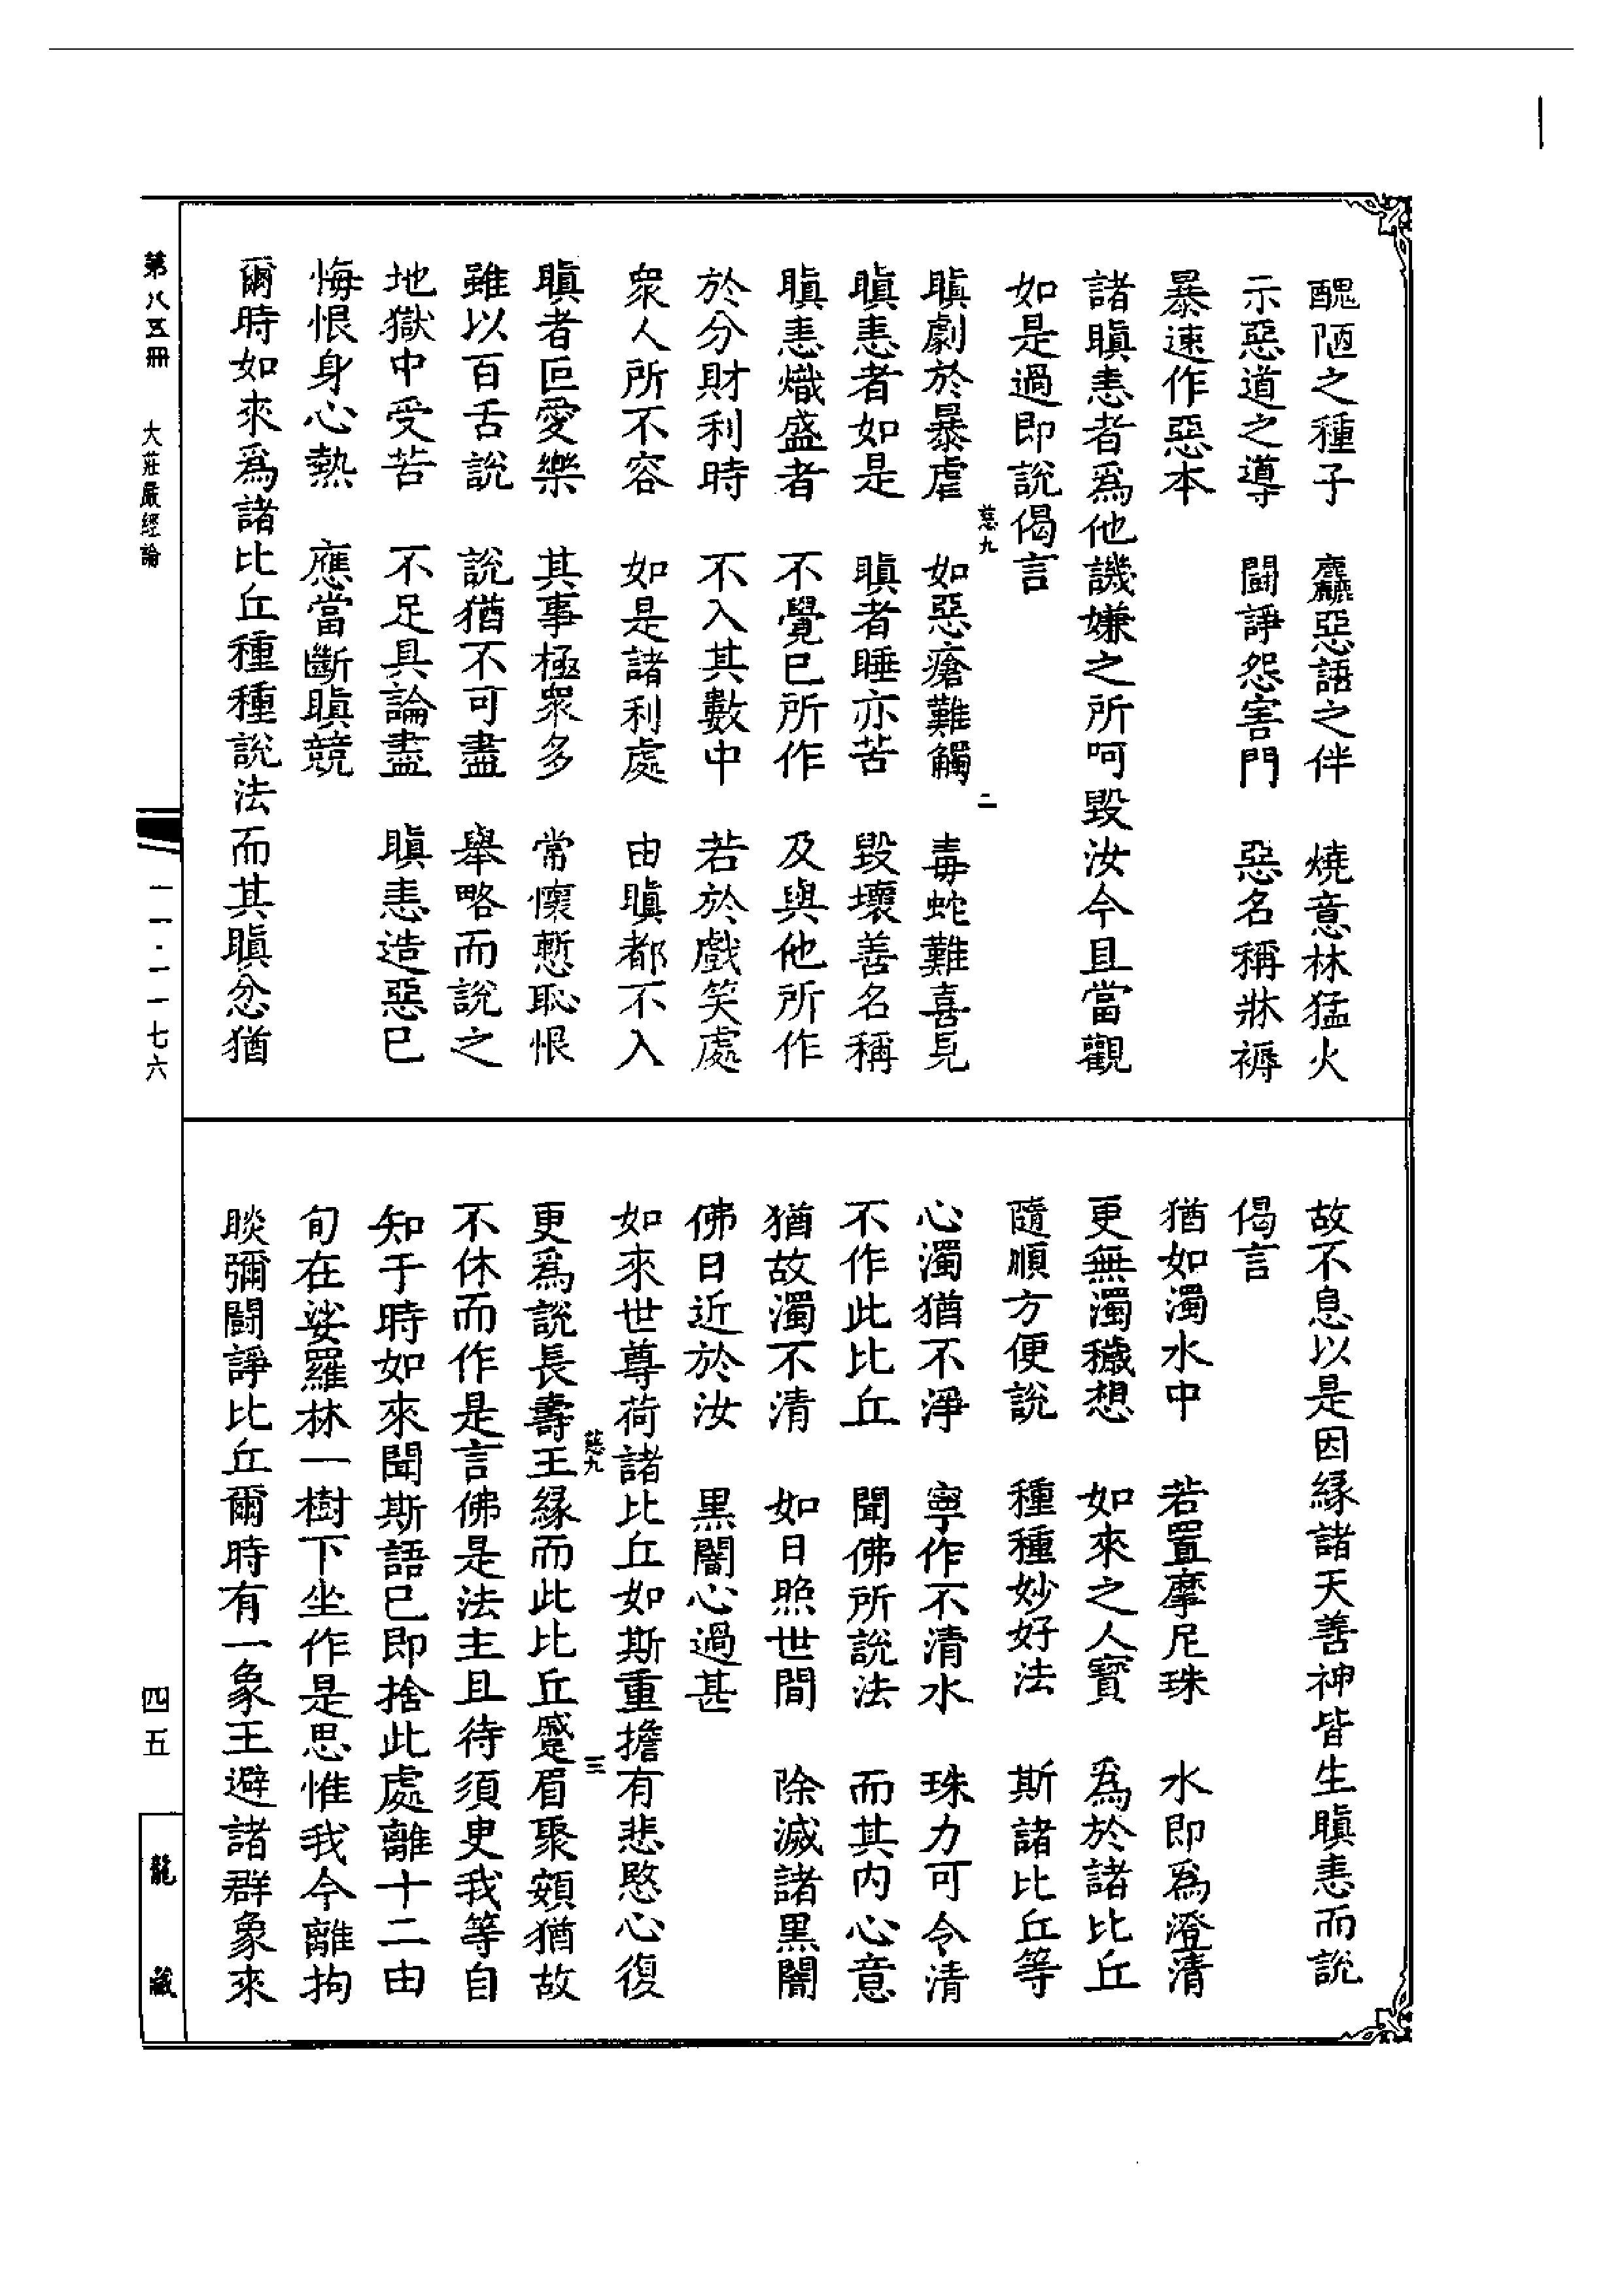 醜陋之種子　麤惡語之伴　燒意林猛火
示惡道之導　鬪諍怨害門　惡名稱牀褥
暴速作惡本
諸瞋恚者爲他譏嫌之所呵毀汝今且當觀
如是過即說偈言
慈九
二
瞋劇於暴虐　如惡瘡難觸　毒蛇難喜見
瞋恚者如是　瞋者睡亦苦　毀壞善名稱
瞋恚熾盛者　不覺已所作　及與他所作
於分財利時　不入其數中　若於戲笑處
衆人所不容　如是諸利處　由瞋都不入
瞋者叵愛樂　其事極衆多　常懷慙恥恨
雖以百舌說　說猶不可盡　舉略而說之
地獄中受苦　不足具論盡　瞋恚造惡已
悔恨身心熱　應當斷瞋競
爾時如來爲諸比丘種種說法而其瞋忿猶
故不息以是因緣諸天善神皆生瞋恚而說
偈言
猶如濁水中　若置摩尼珠　水即爲澄清
更無濁穢想　如來之人寶　爲於諸比丘
隨順方便說　種種妙好法　斯諸比丘等
心濁猶不淨　寧作不清水　珠力可令清
不作此比丘　聞佛所說法　而其內心意
猶故濁不清　如日照世間　除滅諸黑闇
佛日近於汝　黑闇心過甚
如來世尊荷諸比丘如斯重擔有悲愍心復
慈九
三
更爲說長壽王緣而此比丘蹙眉聚頞猶故
不休而作是言佛是法主且待須臾我等自
知于時如來聞斯語已即捨此處離十二由
旬在娑羅林一樹下坐作是思惟我今離拘
睒彌鬪諍比丘爾時有一象王避諸群象來
第八五冊　大莊嚴經論
一一·一一七六
四五
龍藏